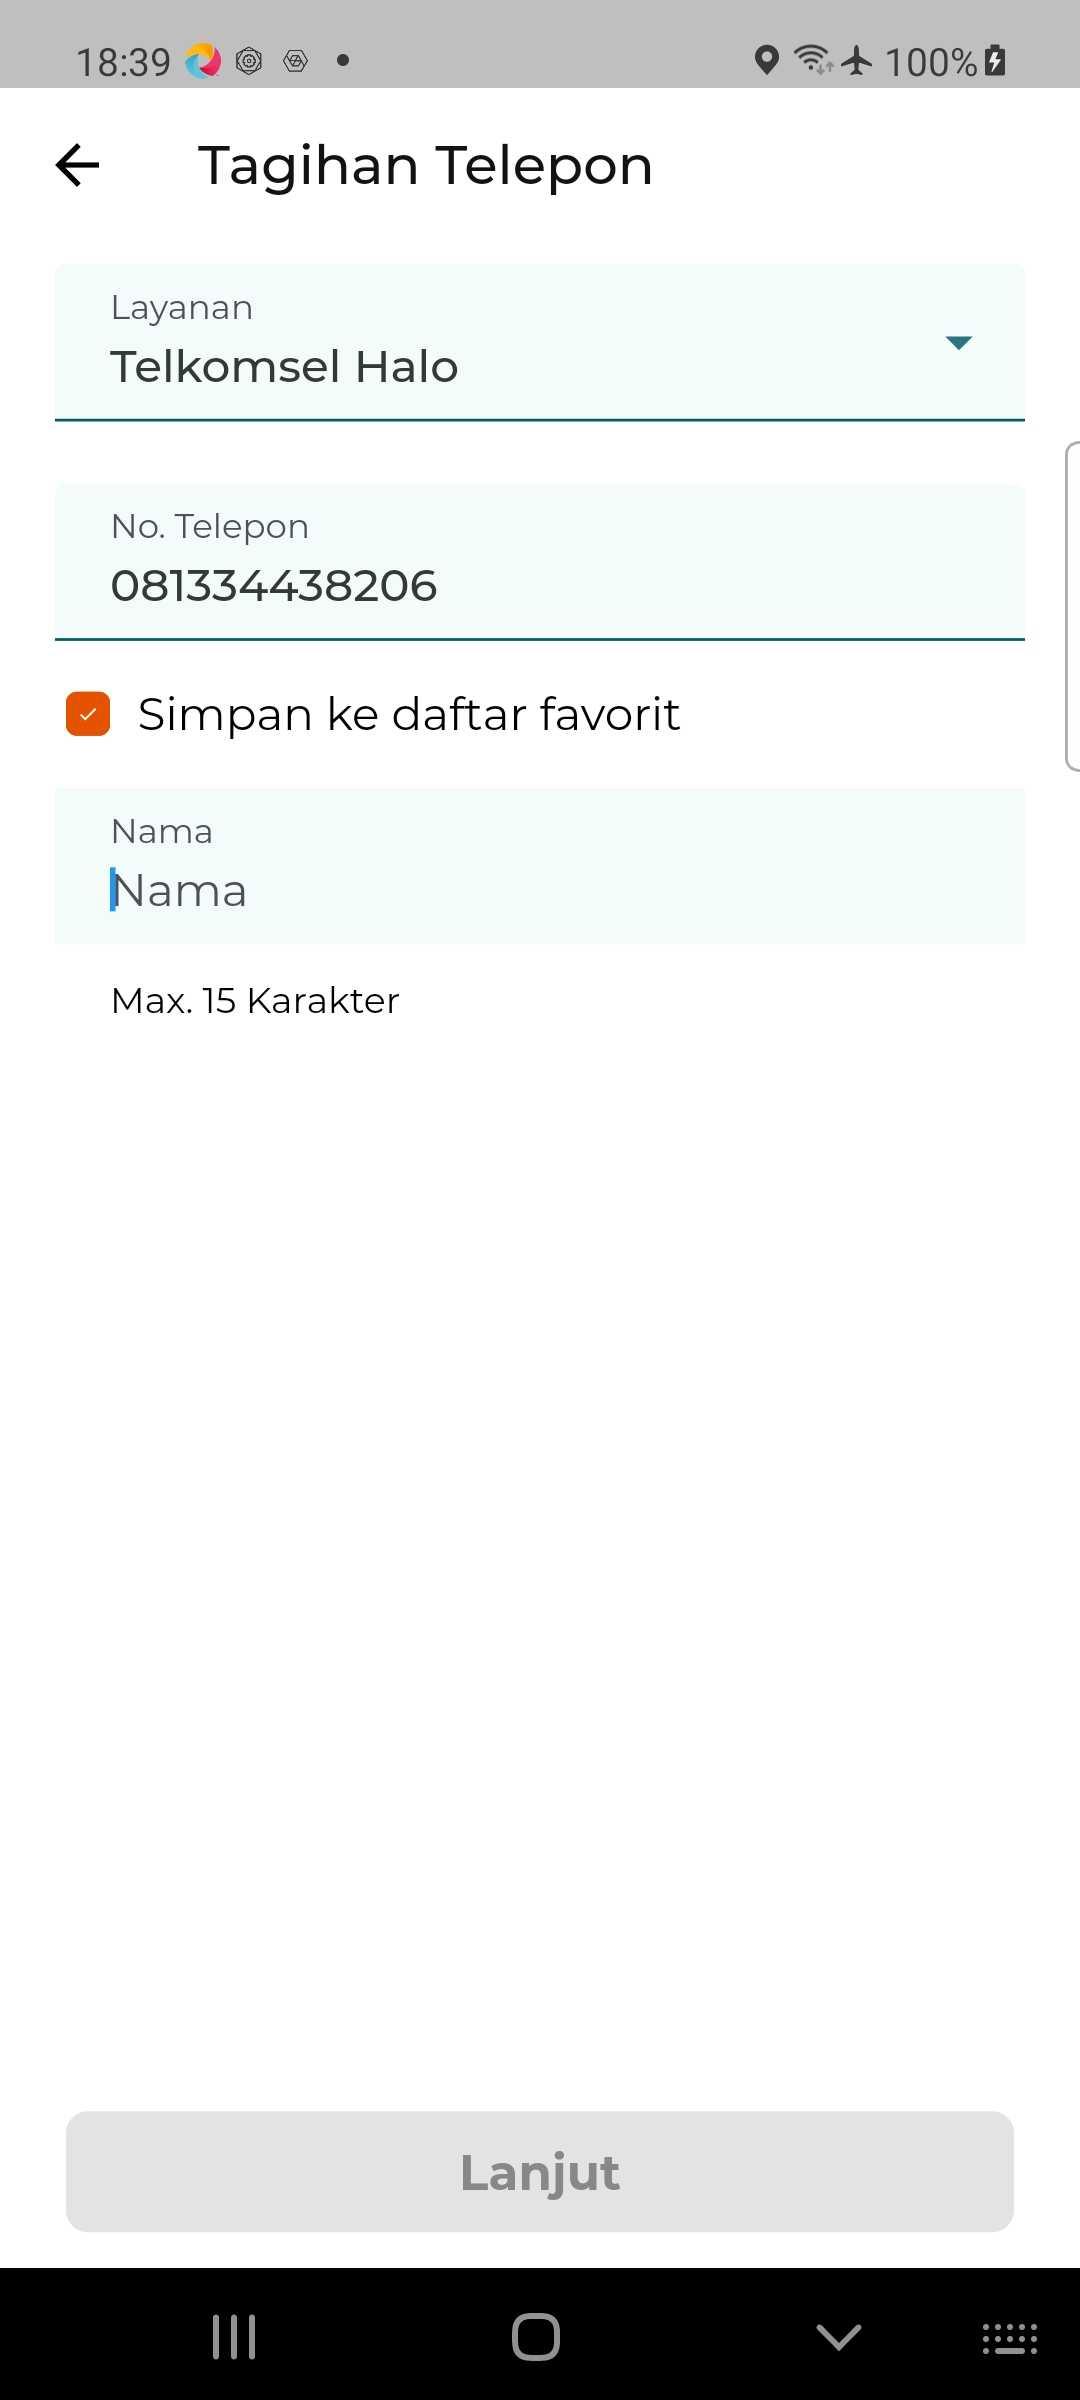 18:39
100%
Tagihan Telepon
Layanan
Telkomsel Halo
No. Telepon
081334438206
Simpan ke daftar favorit
Nama
Nama
Max. 15 Karakter
Lanjut